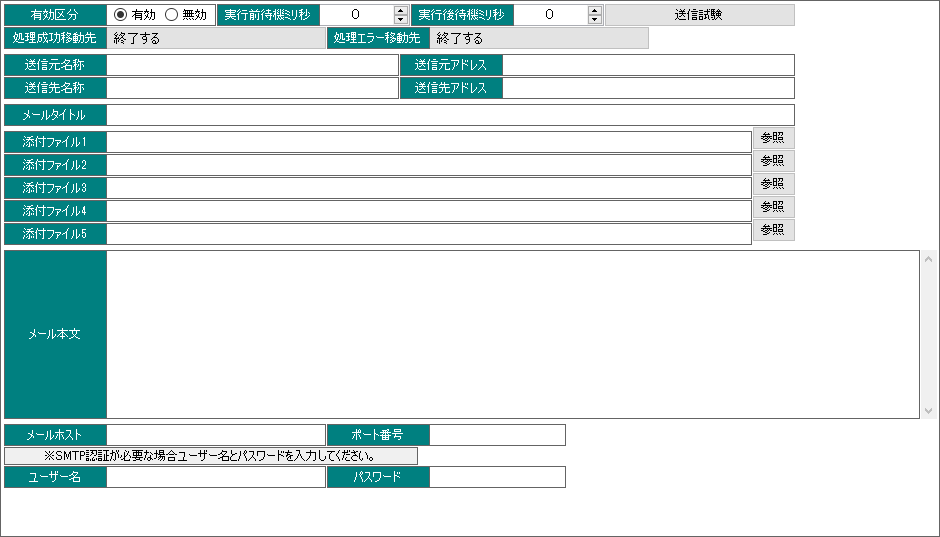 有効区分 有効 無効 実行前待機ミリ秒 0 実行後待機ミリ秒 0 送信試験
処理成功移動先 終了する 処理エラー移動先 終了する
送信元名称 送信元アドレス
送信先名称 送信先アドレス
メールタイトル
添付ファイル1 参照
添付ファイル2 参照
添付ファイル3 参照
添付ファイル4 参照
添付ファイル5 参照
メール本文
メールホスト ポート番号
※SMTP認証が必要な場合ユーザー名とパスワードを入力してください。
ユーザー名 パスワード